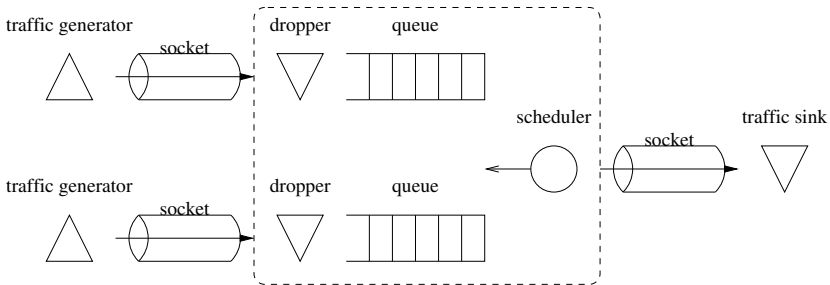 traffic generator
socket
dropper
queue
scheduler
socket
traffic sink
traffic generator
socket
dropper
queue